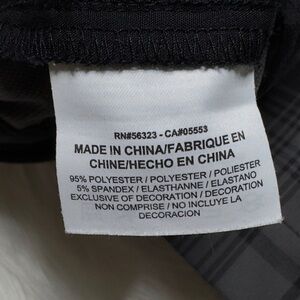 RN#56323 - CA#05553
MADE IN CHINA/FABRIQUE EN
CHINE/HECHO EN CHINA
95% POLYESTER / POLYESTER / POLIESTER
5% SPANDEX / ELASTHANNE / ELASTANO
EXCLUSIVE OF DECORATION / DECORATION
NON COMPRISE / NO INCLUYE LA
DECORACION